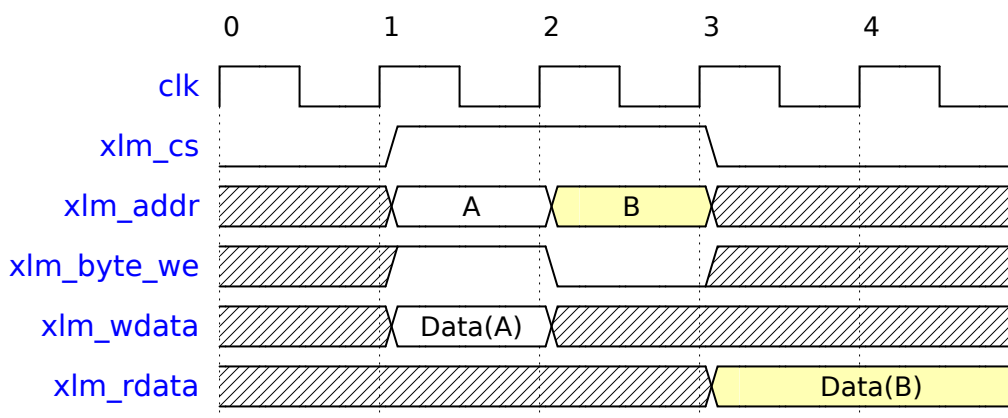 0 1 2 3 4
clk
xlm_cs
xlm_addr A B
xlm_byte_we
xlm_wdata Data(A)
xlm_rdata Data(B)